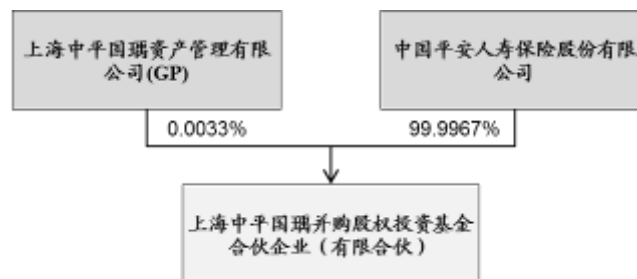 上海中平国瑀资产管理有限
公司(GP)
中国平安人寿保险股份有限
公司
0.0033%
99.9967%
上海中平国瑀并购股权投资基金
合伙企业（有限合伙）